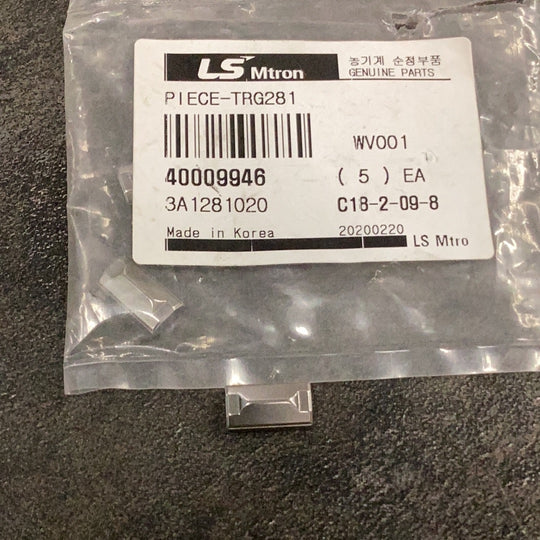 LS Mtron
농기계 순정부품
GENUINE PARTS
PIECE-TRG281
WV001
40009946
( 5 ) EA
3A1281020
C18-2-09-8
Made in Korea
20200220
LS Mtro